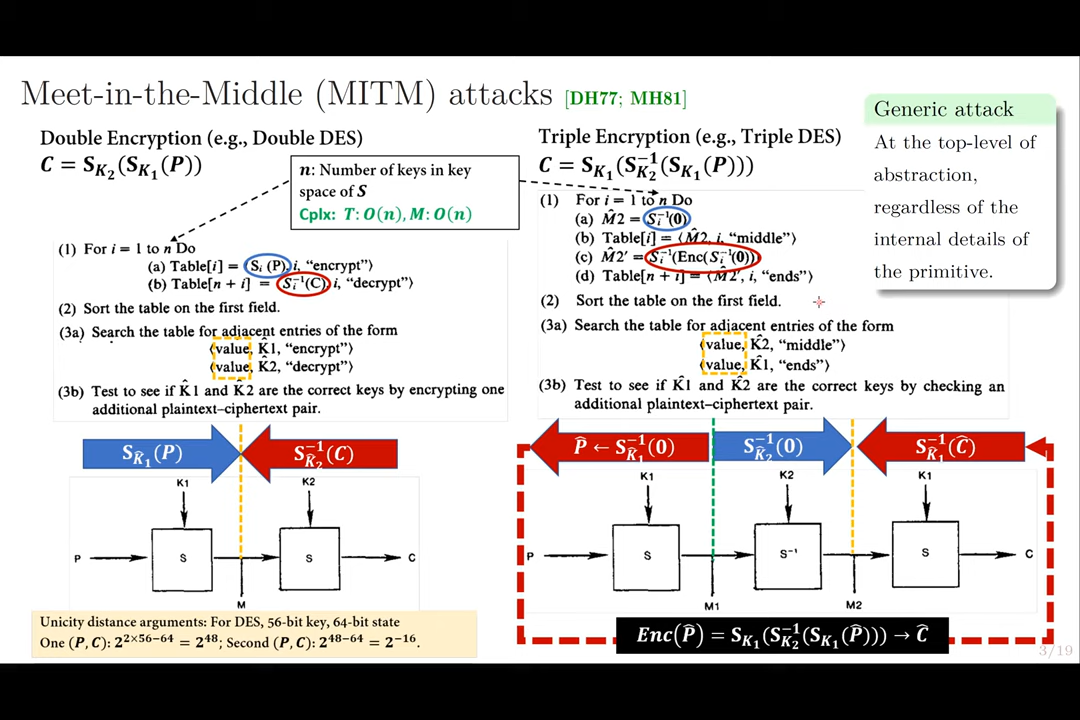 Meet-in-the-Middle (MITM) attacks [DH77; MH81]
Double Encryption (e.g., Double DES)
C = S_{K_2}(S_{K_1}(P))
n: Number of keys in key
space of S
Cplx: T: O(n), M: O(n)
(1) For i = 1 to n Do
(a) Table[i] = ⟨S_i (P), i, “encrypt”⟩
(b) Table[n + i] = ⟨S_i^{-1}(C), i, “decrypt”⟩
(2) Sort the table on the first field.
(3a) Search the table for adjacent entries of the form
⟨value, K̂1, “encrypt”⟩
⟨value, K̂2, “decrypt”⟩
(3b) Test to see if K̂1 and K̂2 are the correct keys by encrypting one
additional plaintext–ciphertext pair.
S_{K̂_1}(P)
S_{K̂_2}^{-1}(C)
K1
K2
P
S
S
C
M
Unicity distance arguments: For DES, 56-bit key, 64-bit state
One (P, C): 2^{2×56−64} = 2^{48}; Second (P, C): 2^{48−64} = 2^{−16}.
Triple Encryption (e.g., Triple DES)
C = S_{K_1}(S_{K_2}^{-1}(S_{K_1}(P)))
(1) For i = 1 to n Do
(a) M̂2 = S_i^{-1}(0)
(b) Table[i] = ⟨M̂2, i, “middle”⟩
(c) M̂2′ = S_i^{-1}(Enc(S_i^{-1}(0)))
(d) Table[n + i] = ⟨M̂2′, i, “ends”⟩
(2) Sort the table on the first field.
(3a) Search the table for adjacent entries of the form
⟨value, K̂2, “middle”⟩
⟨value, K̂1, “ends”⟩
(3b) Test to see if K̂1 and K̂2 are the correct keys by checking an
additional plaintext–ciphertext pair.
P̂ ← S_{K̂_1}^{-1}(0)
S_{K̂_2}^{-1}(0)
S_{K̂_1}^{-1}(Ĉ)
K1
K2
K1
P
S
S⁻¹
S
C
M1
M2
Enc(P̂) = S_{K_1}(S_{K_2}^{-1}(S_{K_1}(P̂))) → Ĉ
Generic attack
At the top-level of
abstraction,
regardless of the
internal details of
the primitive.
3/19